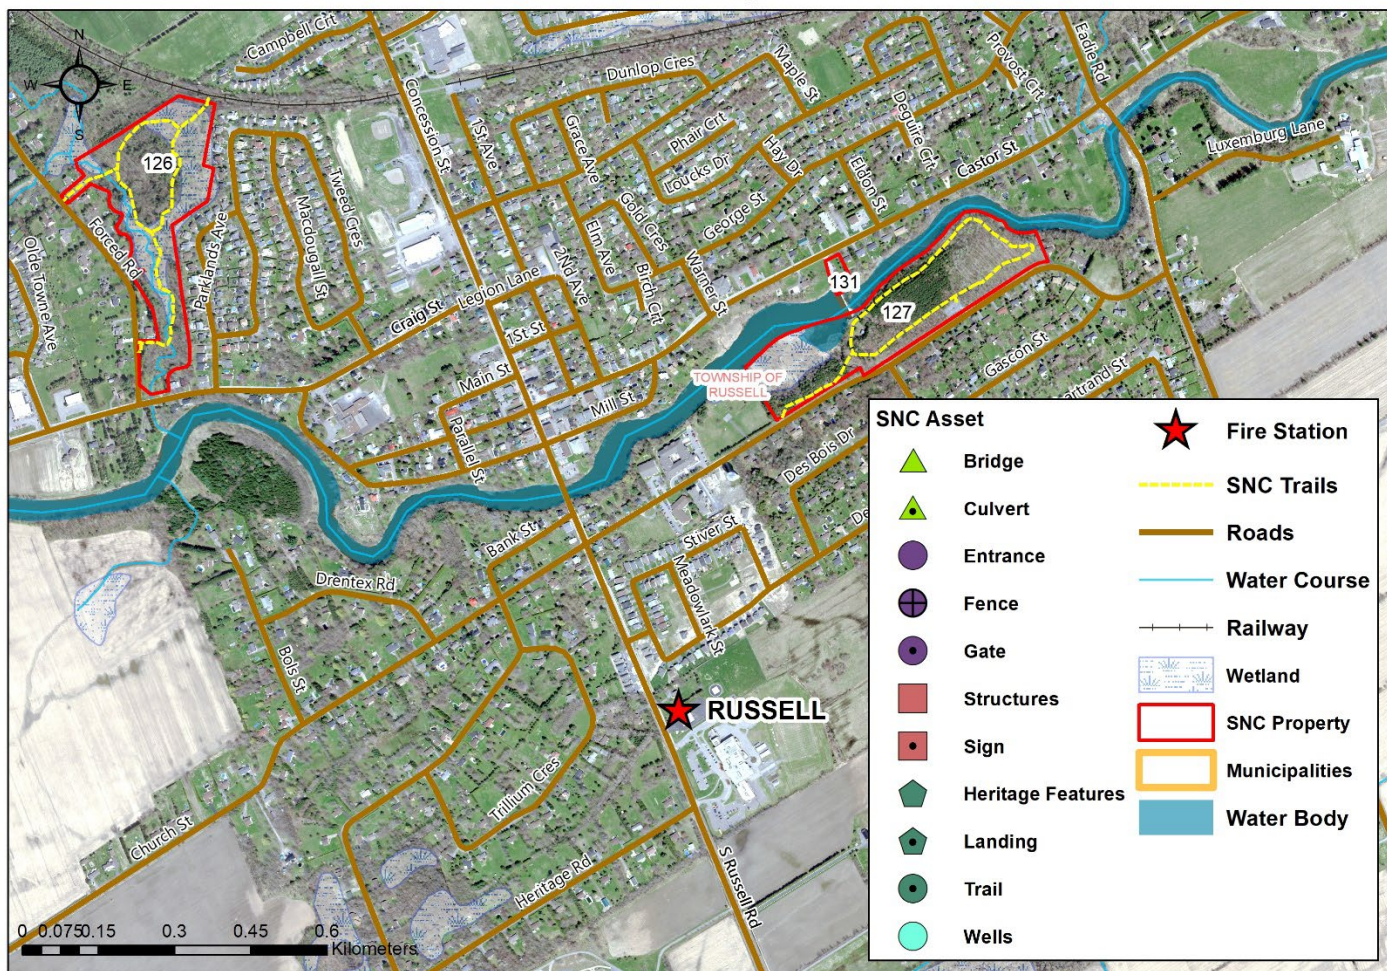 N
W
E
S
Campbell Crt
Concession St
Dunlop Cres
Maple St
Provost Crt
Eadie Rd
Luxemburg Lane
1St Ave
Grace Ave
Phair Crt
Loucks Dr
Hay Dr
Deguire Crt
Castor St
Eldon St
George St
126
Forced Rd
Olde Towne Ave
Parklands Ave
Macdougall St
Tweed Cres
Gold Cres
Elm Ave
2Nd Ave
Birch Crt
Warner St
Legion Lane
Craig St
1St St
131
127
Main St
Mill St
Parallel St
TOWNSHIP OF
RUSSELL
Gascon St
artrand St
Des Bois Dr
De
Bank St
Stiver St
Meadowlark St
Drentex Rd
Bols St
RUSSELL
Trillium Cres
Church St
Heritage Rd
S Russell Rd
0 0.075 0.15 0.3 0.45 0.6
Kilometers
SNC Asset
Bridge
Culvert
Entrance
Fence
Gate
Structures
Sign
Heritage Features
Landing
Trail
Wells
Fire Station
SNC Trails
Roads
Water Course
Railway
Wetland
SNC Property
Municipalities
Water Body